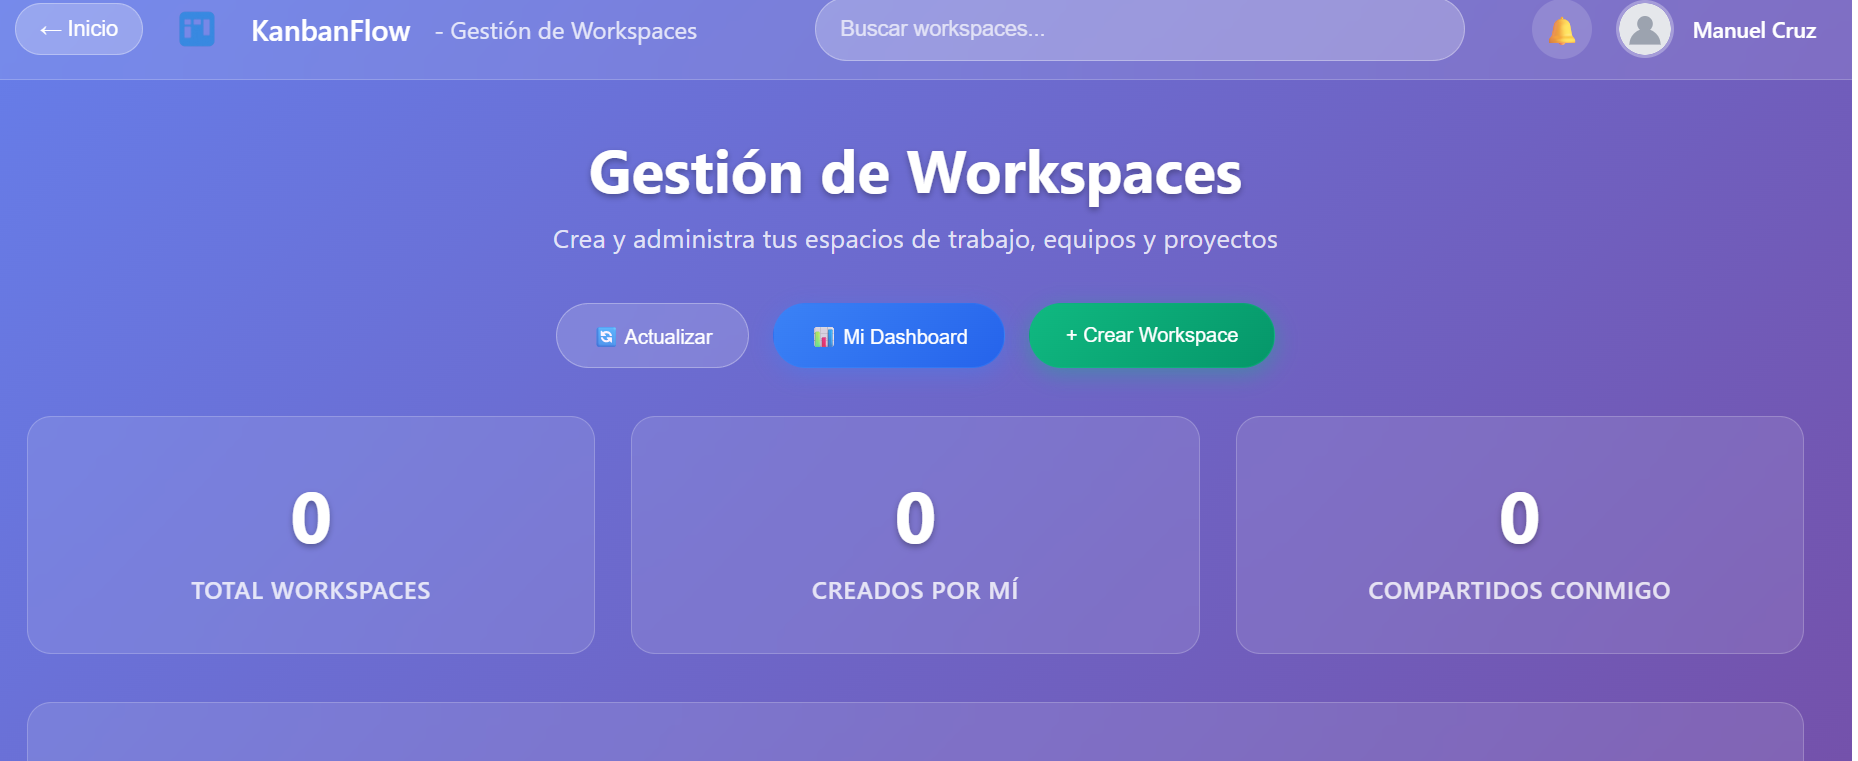 ← Inicio
KanbanFlow - Gestión de Workspaces
Buscar workspaces...
Manuel Cruz
Gestión de Workspaces
Crea y administra tus espacios de trabajo, equipos y proyectos
Actualizar
Mi Dashboard
+ Crear Workspace
0
TOTAL WORKSPACES
0
CREADOS POR MÍ
0
COMPARTIDOS CONMIGO